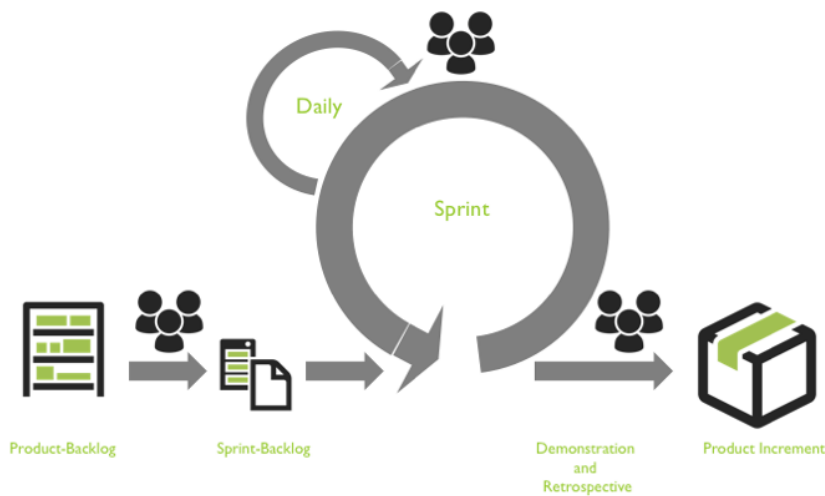 Daily
Sprint
Product-Backlog
Sprint-Backlog
Demonstration
and
Retrospective
Product Increment